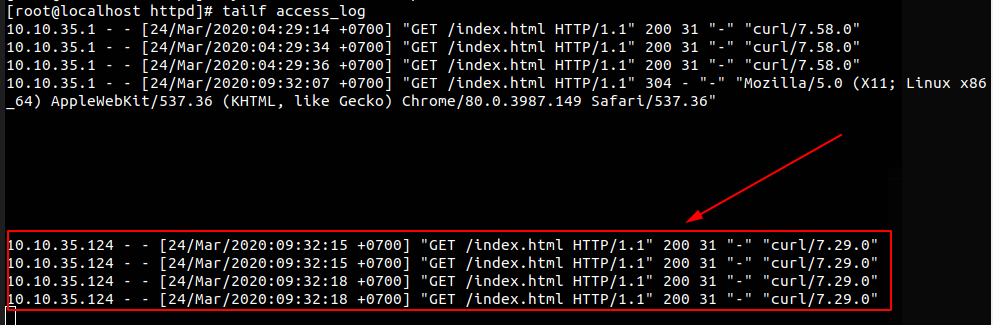 [root@localhost httpd]# tailf access_log
10.10.35.1 - - [24/Mar/2020:04:29:14 +0700] "GET /index.html HTTP/1.1" 200 31 "-" "curl/7.58.0"
10.10.35.1 - - [24/Mar/2020:04:29:34 +0700] "GET /index.html HTTP/1.1" 200 31 "-" "curl/7.58.0"
10.10.35.1 - - [24/Mar/2020:04:29:36 +0700] "GET /index.html HTTP/1.1" 200 31 "-" "curl/7.58.0"
10.10.35.1 - - [24/Mar/2020:09:32:07 +0700] "GET /index.html HTTP/1.1" 304 - "-" "Mozilla/5.0 (X11; Linux x86
_64) AppleWebKit/537.36 (KHTML, like Gecko) Chrome/80.0.3987.149 Safari/537.36"
10.10.35.124 - - [24/Mar/2020:09:32:15 +0700] "GET /index.html HTTP/1.1" 200 31 "-" "curl/7.29.0"
10.10.35.124 - - [24/Mar/2020:09:32:15 +0700] "GET /index.html HTTP/1.1" 200 31 "-" "curl/7.29.0"
10.10.35.124 - - [24/Mar/2020:09:32:18 +0700] "GET /index.html HTTP/1.1" 200 31 "-" "curl/7.29.0"
10.10.35.124 - - [24/Mar/2020:09:32:18 +0700] "GET /index.html HTTP/1.1" 200 31 "-" "curl/7.29.0"